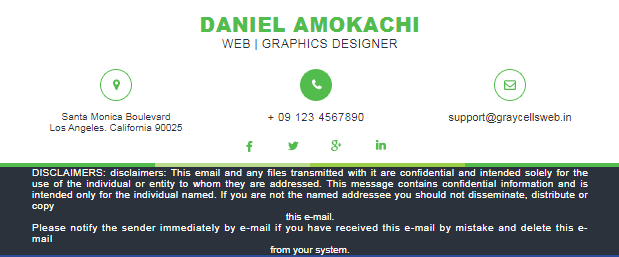 DANIEL AMOKACHI
WEB | GRAPHICS DESIGNER
Santa Monica Boulevard
Los Angeles. California 90025
+ 09 123 4567890
support@graycellsweb.in
DISCLAIMERS: disclaimers: This email and any files transmitted with it are confidential and intended solely for the
use of the individual or entity to whom they are addressed. This message contains confidential information and is
intended only for the individual named. If you are not the named addressee you should not disseminate, distribute or
copy
this e-mail.
Please notify the sender immediately by e-mail if you have received this e-mail by mistake and delete this e-
mail
from your system.